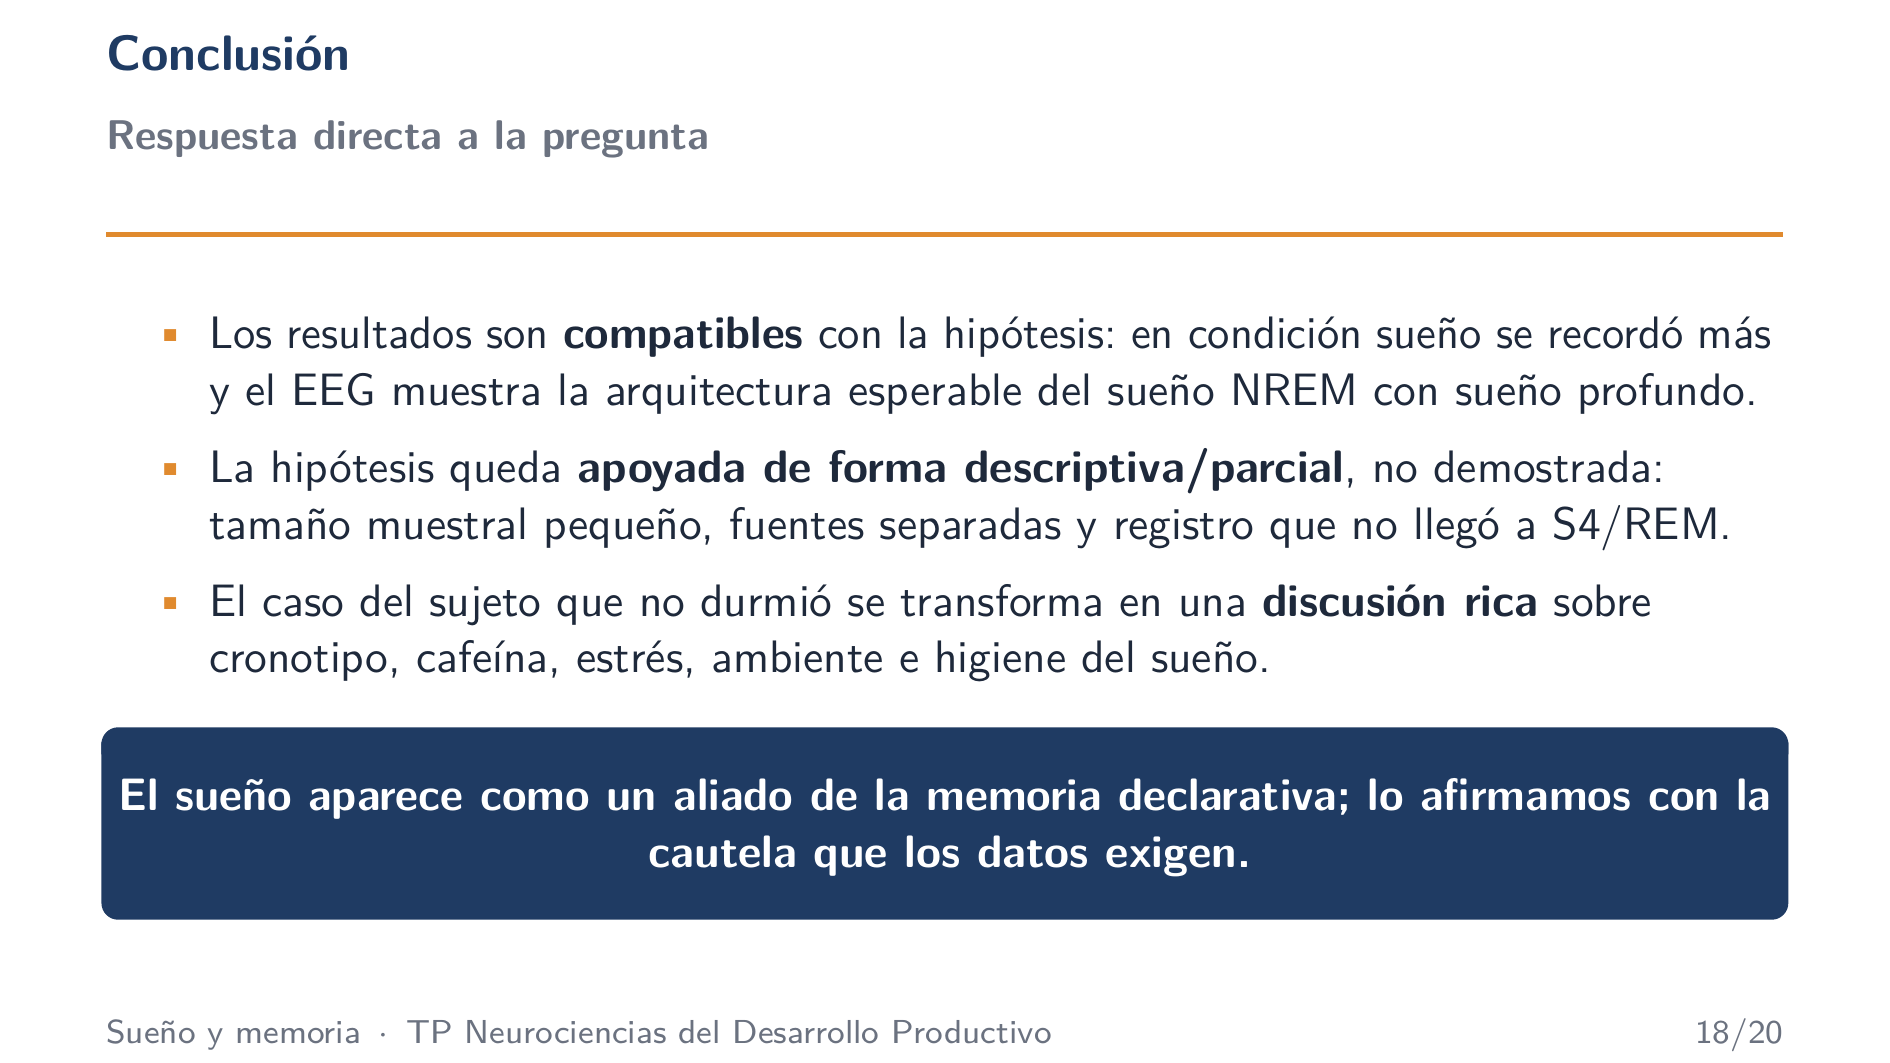 Conclusión
Respuesta directa a la pregunta
Los resultados son compatibles con la hipótesis: en condición sueño se recordó más
y el EEG muestra la arquitectura esperable del sueño NREM con sueño profundo.
La hipótesis queda apoyada de forma descriptiva/parcial, no demostrada:
tamaño muestral pequeño, fuentes separadas y registro que no llegó a S4/REM.
El caso del sujeto que no durmió se transforma en una discusión rica sobre
cronotipo, cafeína, estrés, ambiente e higiene del sueño.
El sueño aparece como un aliado de la memoria declarativa; lo afirmamos con la
cautela que los datos exigen.
Sueño y memoria · TP Neurociencias del Desarrollo Productivo
18/20